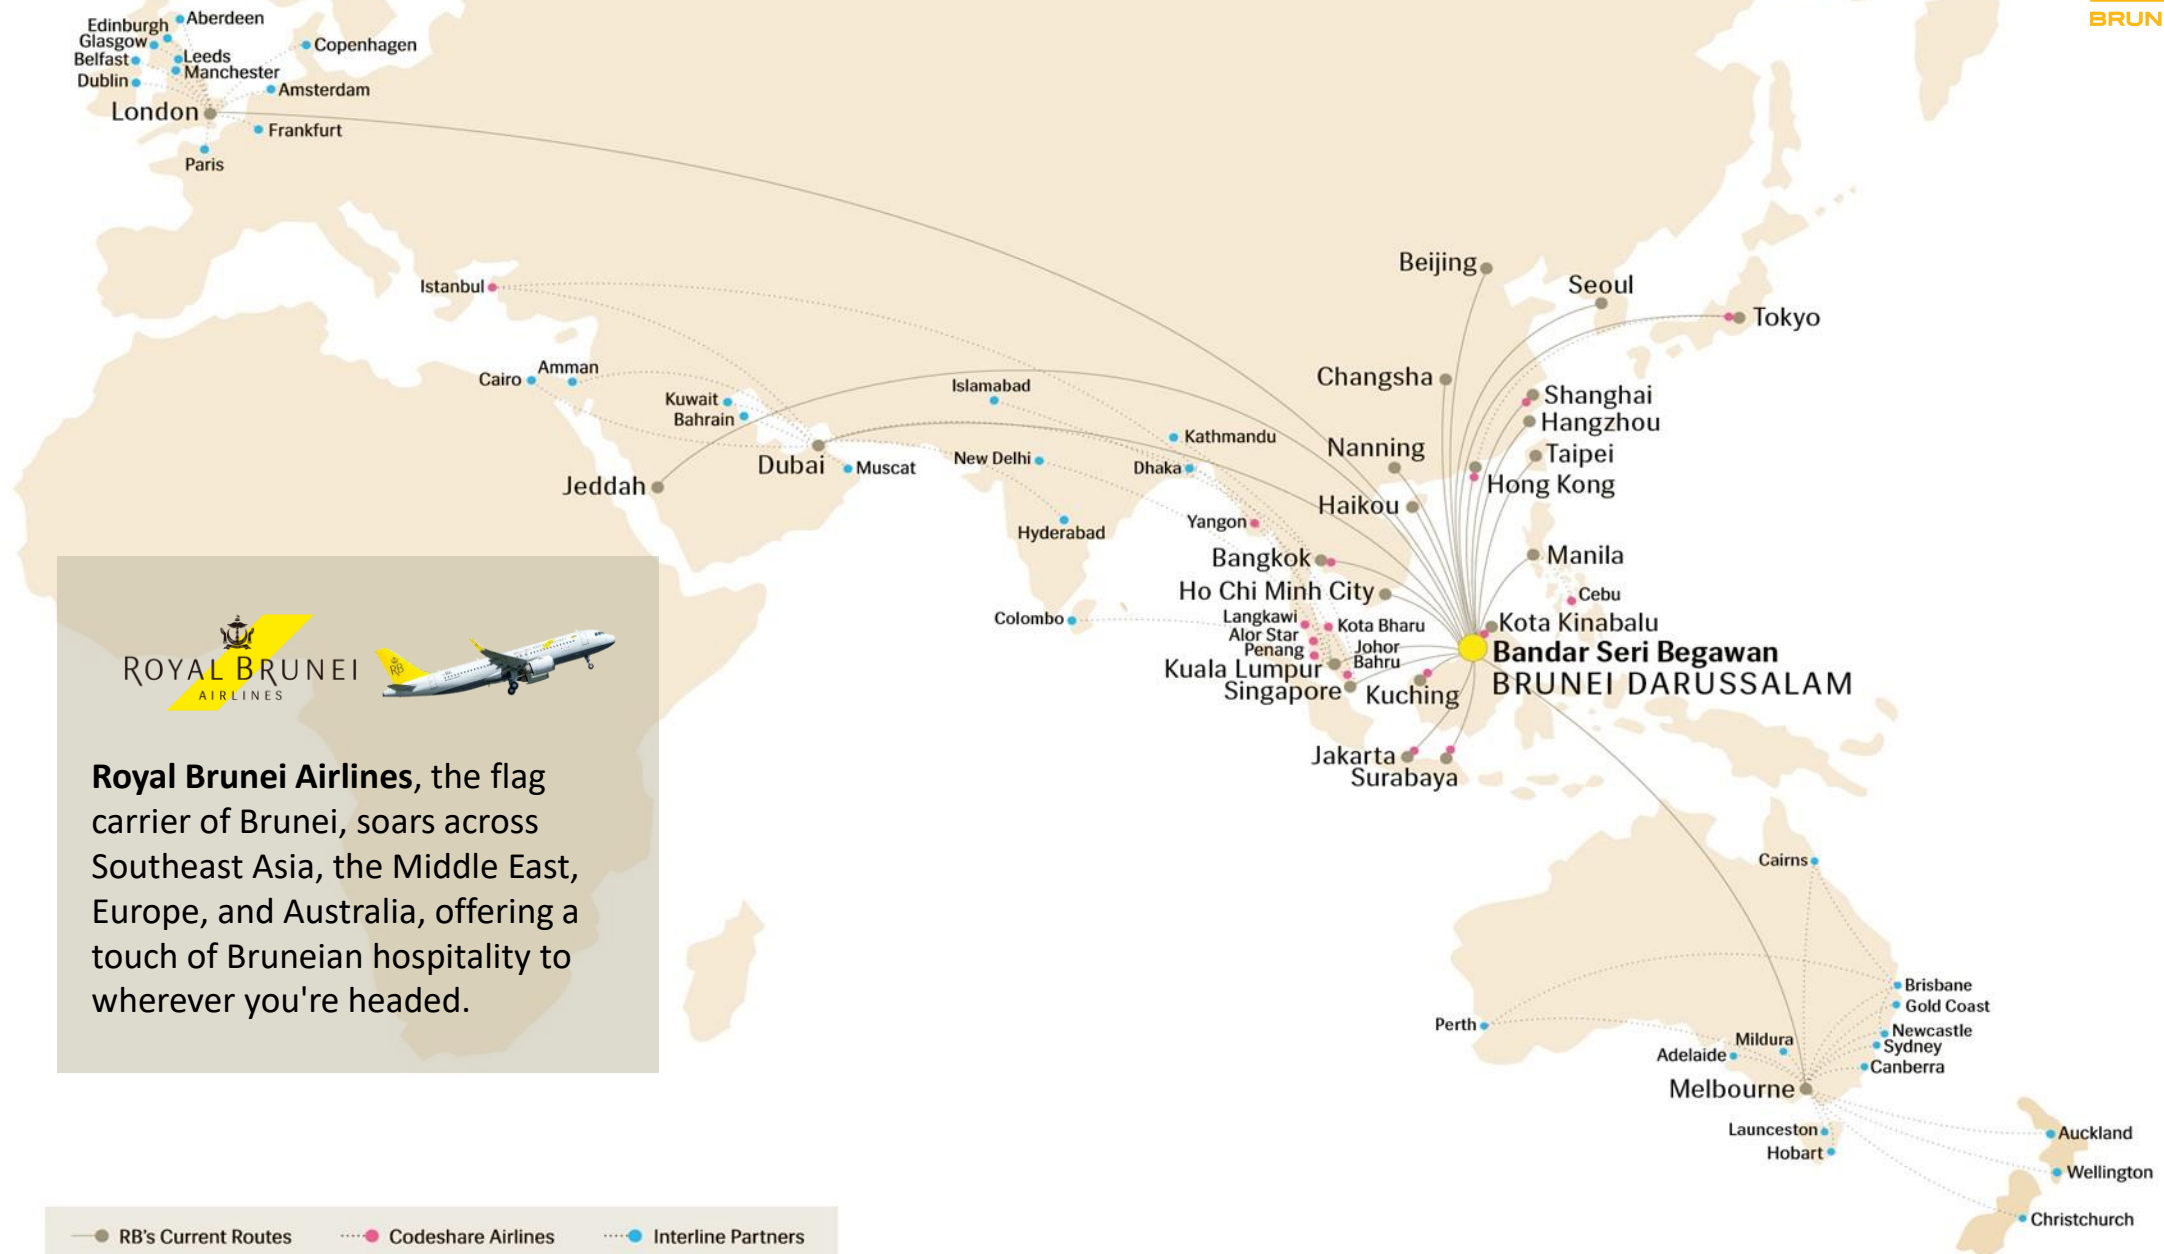 BRUN
Aberdeen
Edinburgh
Glasgow
Belfast
Leeds
Manchester
Dublin
Copenhagen
Amsterdam
London
Frankfurt
Paris
Istanbul
Cairo
Amman
Kuwait
Bahrain
Dubai
Muscat
Jeddah
Islamabad
New Delhi
Kathmandu
Dhaka
Hyderabad
Yangon
Colombo
Beijing
Seoul
Tokyo
Changsha
Shanghai
Hangzhou
Nanning
Taipei
Hong Kong
Haikou
Bangkok
Manila
Ho Chi Minh City
Cebu
Langkawi
Alor Star
Penang
Kota Bharu
Kota Kinabalu
Johor
Bahru
Kuala Lumpur
Singapore
Kuching
Bandar Seri Begawan
BRUNEI DARUSSALAM
Jakarta
Surabaya
ROYAL BRUNEI
AIRLINES
RB
Royal Brunei Airlines, the flag
carrier of Brunei, soars across
Southeast Asia, the Middle East,
Europe, and Australia, offering a
touch of Bruneian hospitality to
wherever you're headed.
Cairns
Brisbane
Gold Coast
Perth
Newcastle
Mildura
Sydney
Adelaide
Canberra
Melbourne
Launceston
Hobart
Auckland
Wellington
Christchurch
RB's Current Routes
Codeshare Airlines
Interline Partners